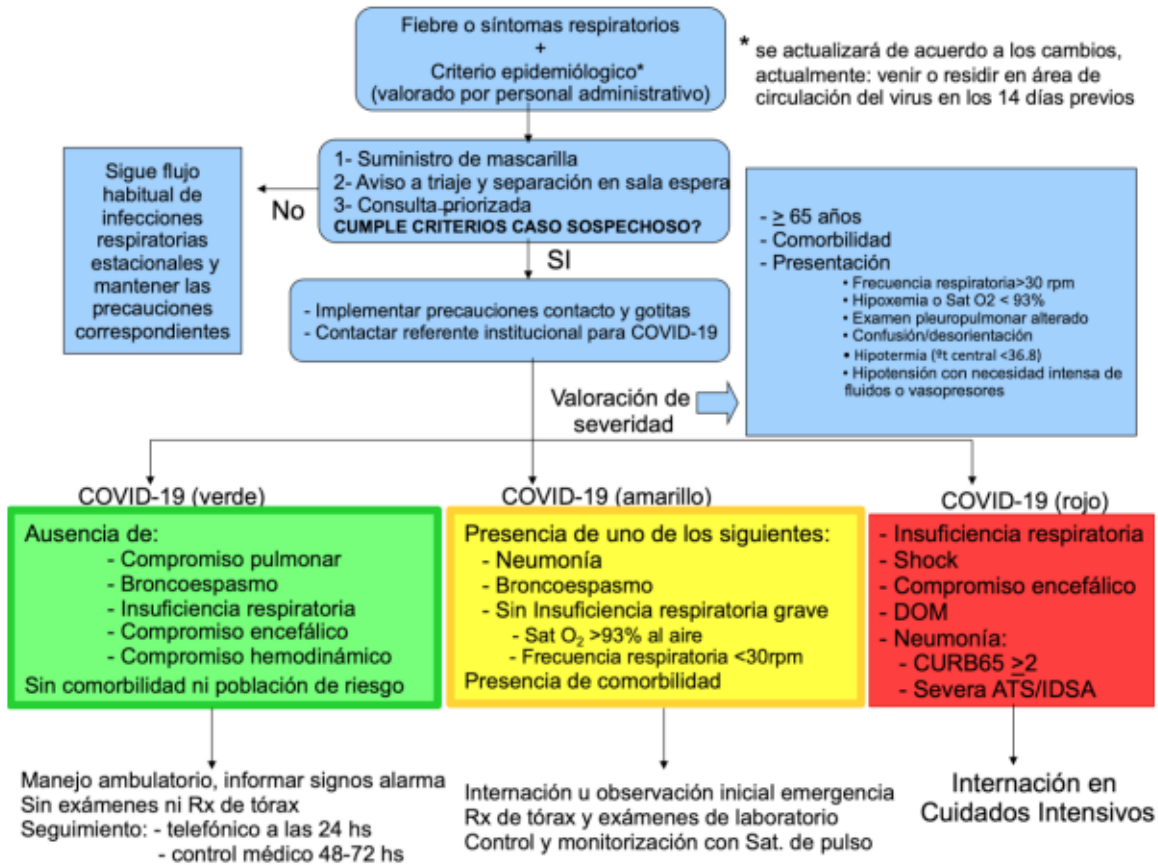 Fiebre o síntomas respiratorios
+
Criterio epidémiologico*
(valorado por personal administrativo)
* se actualizará de acuerdo a los cambios,
actualmente: venir o residir en área de
circulación del virus en los 14 días previos
1- Suministro de mascarilla
2- Aviso a triaje y separación en sala espera
3- Consulta priorizada
CUMPLE CRITERIOS CASO SOSPECHOSO?
No
Sigue flujo
habitual de
infecciones
respiratorias
estacionales y
mantener las
precauciones
correspondientes
SI
- Implementar precauciones contacto y gotitas
- Contactar referente institucional para COVID-19
Valoración de
severidad
- ≥ 65 años
- Comorbilidad
- Presentación
• Frecuencia respiratoria>30 rpm
• Hipoxemia o Sat O2 < 93%
• Examen pleuropulmonar alterado
• Confusión/desorientación
• Hipotermia (ªt central <36.8)
• Hipotensión con necesidad intensa de
fluidos o vasopresores
COVID-19 (verde)
Ausencia de:
- Compromiso pulmonar
- Broncoespasmo
- Insuficiencia respiratoria
- Compromiso encefálico
- Compromiso hemodinámico
Sin comorbilidad ni población de riesgo
Manejo ambulatorio, informar signos alarma
Sin exámenes ni Rx de tórax
Seguimiento: - telefónico a las 24 hs
- control médico 48-72 hs
COVID-19 (amarillo)
Presencia de uno de los siguientes:
- Neumonía
- Broncoespasmo
- Sin Insuficiencia respiratoria grave
- Sat O₂ >93% al aire
- Frecuencia respiratoria <30rpm
Presencia de comorbilidad
Internación u observación inicial emergencia
Rx de tórax y exámenes de laboratorio
Control y monitorización con Sat. de pulso
COVID-19 (rojo)
- Insuficiencia respiratoria
- Shock
- Compromiso encefálico
- DOM
- Neumonía:
- CURB65 ≥2
- Severa ATS/IDSA
Internación en
Cuidados Intensivos